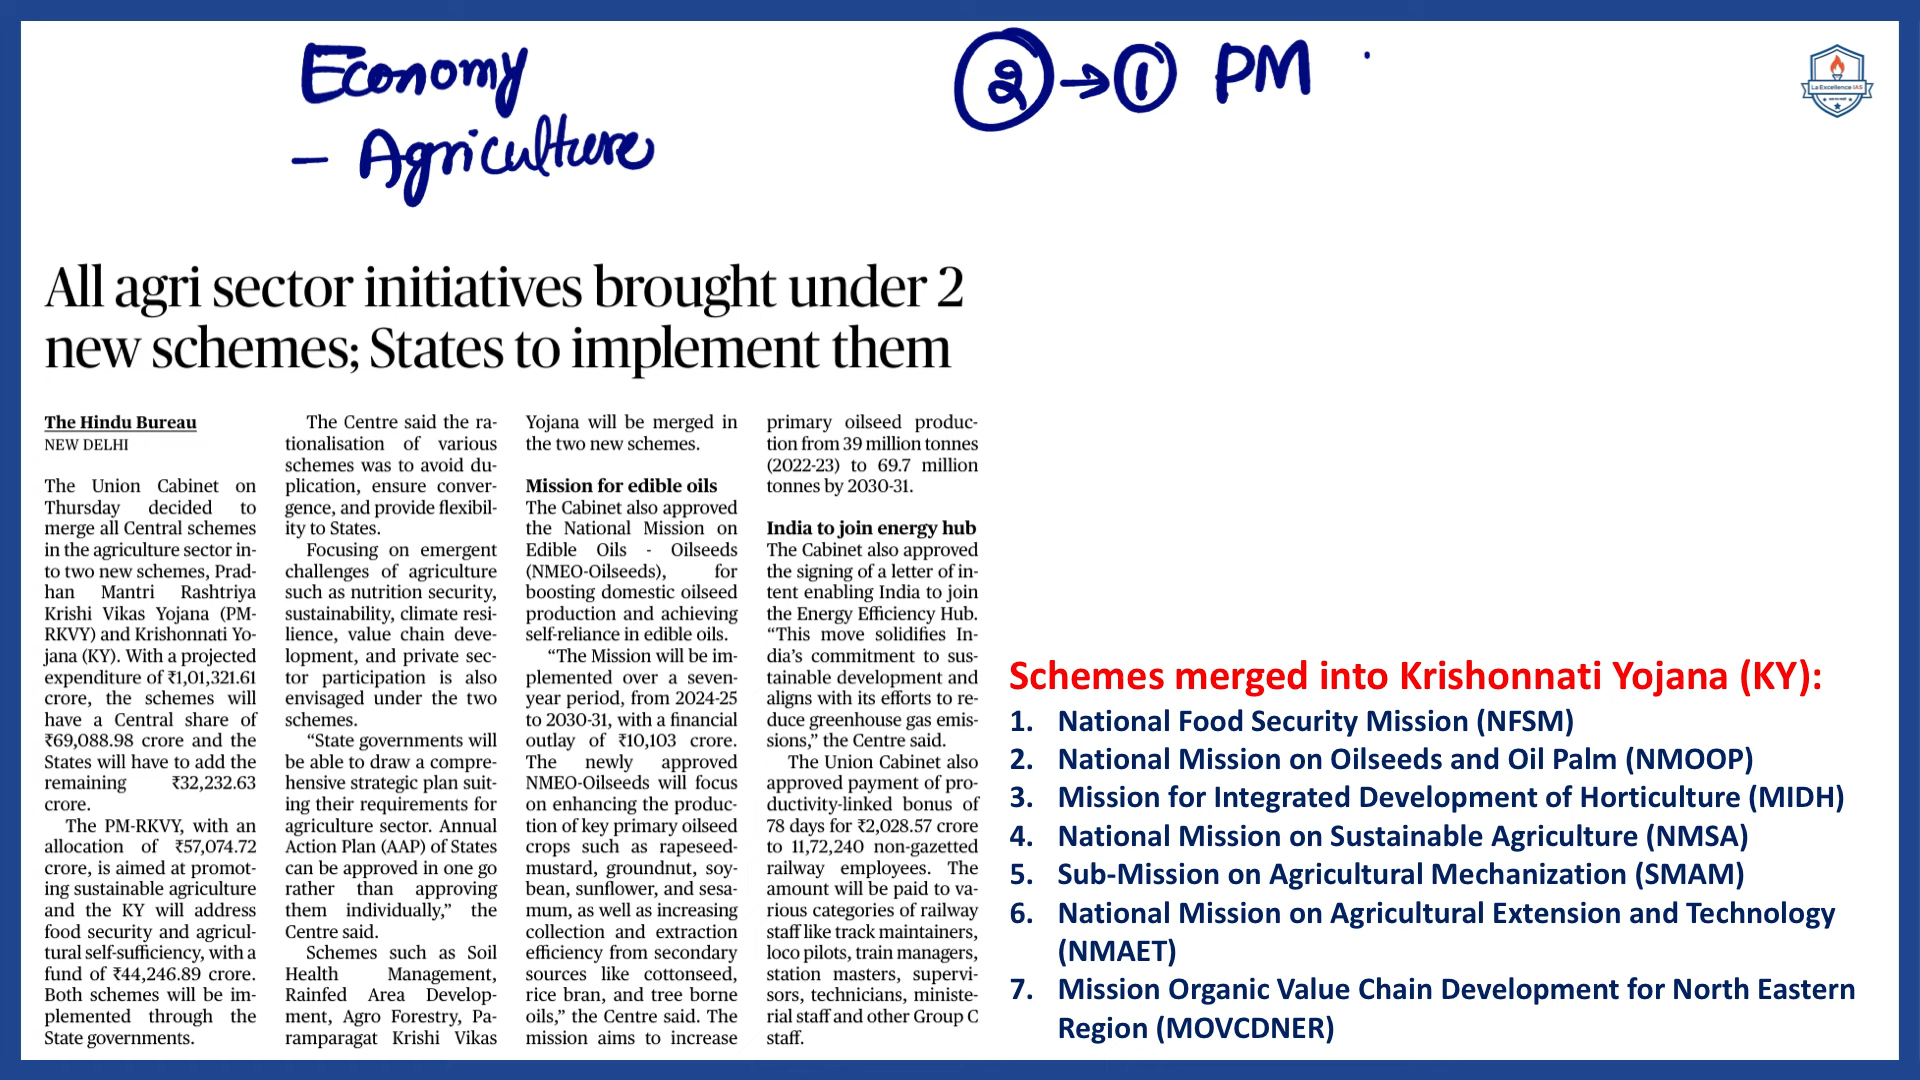 Economy
- Agriculture
2 → 1 PM
La Excellence IAS
All agri sector initiatives brought under 2
new schemes; States to implement them
The Hindu Bureau
NEW DELHI
The Union Cabinet on
Thursday decided to
merge all Central schemes
in the agriculture sector in-
to two new schemes, Prad-
han Mantri Rashtriya
Krishi Vikas Yojana (PM-
RKVY) and Krishonnati Yo-
jana (KY). With a projected
expenditure of ₹1,01,321.61
crore, the schemes will
have a Central share of
₹69,088.98 crore and the
States will have to add the
remaining ₹32,232.63
crore.
The PM-RKVY, with an
allocation of ₹57,074.72
crore, is aimed at promot-
ing sustainable agriculture
and the KY will address
food security and agricul-
tural self-sufficiency, with a
fund of ₹44,246.89 crore.
Both schemes will be im-
plemented through the
State governments.
The Centre said the ra-
tionalisation of various
schemes was to avoid du-
plication, ensure conver-
gence, and provide flexibil-
ity to States.
Focusing on emergent
challenges of agriculture
such as nutrition security,
sustainability, climate resi-
lience, value chain deve-
lopment, and private sec-
tor participation is also
envisaged under the two
schemes.
“State governments will
be able to draw a compre-
hensive strategic plan suit-
ing their requirements for
agriculture sector. Annual
Action Plan (AAP) of States
can be approved in one go
rather than approving
them individually,” the
Centre said.
Schemes such as Soil
Health Management,
Rainfed Area Develop-
ment, Agro Forestry, Pa-
ramparagat Krishi Vikas
Yojana will be merged in
the two new schemes.
Mission for edible oils
The Cabinet also approved
the National Mission on
Edible Oils - Oilseeds
(NMEO-Oilseeds), for
boosting domestic oilseed
production and achieving
self-reliance in edible oils.
“The Mission will be im-
plemented over a seven-
year period, from 2024-25
to 2030-31, with a financial
outlay of ₹10,103 crore.
The newly approved
NMEO-Oilseeds will focus
on enhancing the produc-
tion of key primary oilseed
crops such as rapeseed-
mustard, groundnut, soy-
bean, sunflower, and sesa-
mum, as well as increasing
collection and extraction
efficiency from secondary
sources like cottonseed,
rice bran, and tree borne
oils,” the Centre said. The
mission aims to increase
primary oilseed produc-
tion from 39 million tonnes
(2022-23) to 69.7 million
tonnes by 2030-31.
India to join energy hub
The Cabinet also approved
the signing of a letter of in-
tent enabling India to join
the Energy Efficiency Hub.
“This move solidifies In-
dia’s commitment to sus-
tainable development and
aligns with its efforts to re-
duce greenhouse gas emis-
sions,” the Centre said.
The Union Cabinet also
approved payment of pro-
ductivity-linked bonus of
78 days for ₹2,028.57 crore
to 11,72,240 non-gazetted
railway employees. The
amount will be paid to va-
rious categories of railway
staff like track maintainers,
loco pilots, train managers,
station masters, supervi-
sors, technicians, ministe-
rial staff and other Group C
staff.
Schemes merged into Krishonnati Yojana (KY):
1. National Food Security Mission (NFSM)
2. National Mission on Oilseeds and Oil Palm (NMOOP)
3. Mission for Integrated Development of Horticulture (MIDH)
4. National Mission on Sustainable Agriculture (NMSA)
5. Sub-Mission on Agricultural Mechanization (SMAM)
6. National Mission on Agricultural Extension and Technology
(NMAET)
7. Mission Organic Value Chain Development for North Eastern
Region (MOVCDNER)